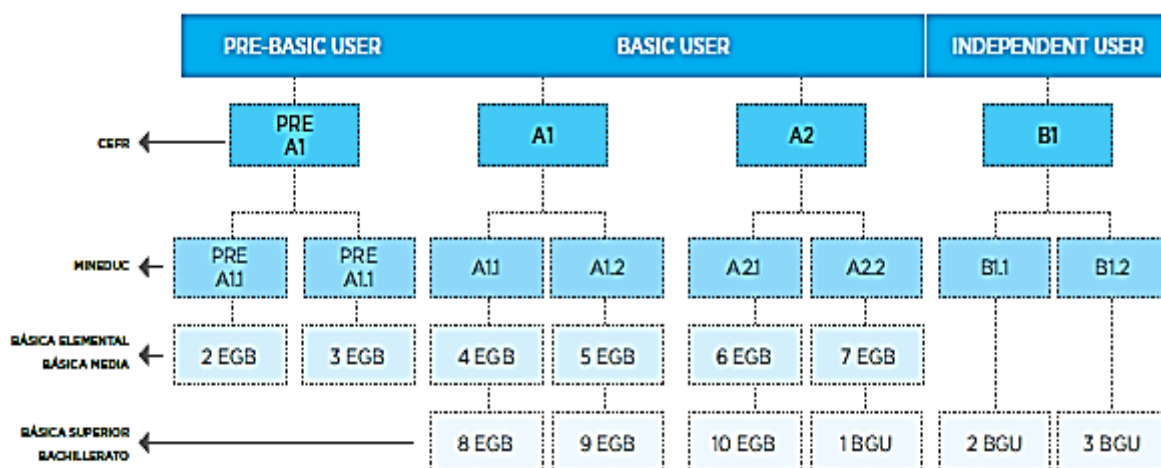 PRE-BASIC USER BASIC USER INDEPENDENT USER
CEFR
PRE
A1
A1
A2
B1
MINEDUC
PRE
A1.1
PRE
A1.1
A1.1
A1.2
A2.1
A2.2
B1.1
B1.2
BÁSICA ELEMENTAL
BÁSICA MEDIA
2 EGB
3 EGB
4 EGB
5 EGB
6 EGB
7 EGB
BÁSICA SUPERIOR
BACHILLERATO
8 EGB
9 EGB
10 EGB
1 BGU
2 BGU
3 BGU